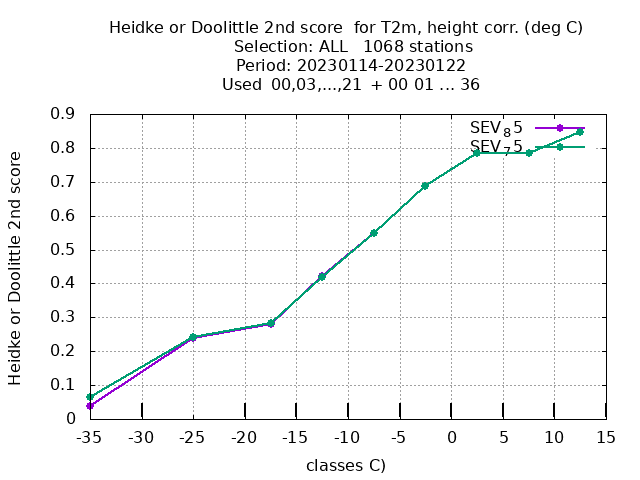 Heidke or Doolittle 2nd score  for T2m, height corr. (deg C)
Selection: ALL   1068 stations
Period: 20230114-20230122
Used  00,03,...,21  + 00 01 ... 36
Heidke or Doolittle 2nd score
0.9
0.8
0.7
0.6
0.5
0.4
0.3
0.2
0.1
0
SEV₈5
SEV₇5
-35 -30 -25 -20 -15 -10 -5 0 5 10 15
classes C)